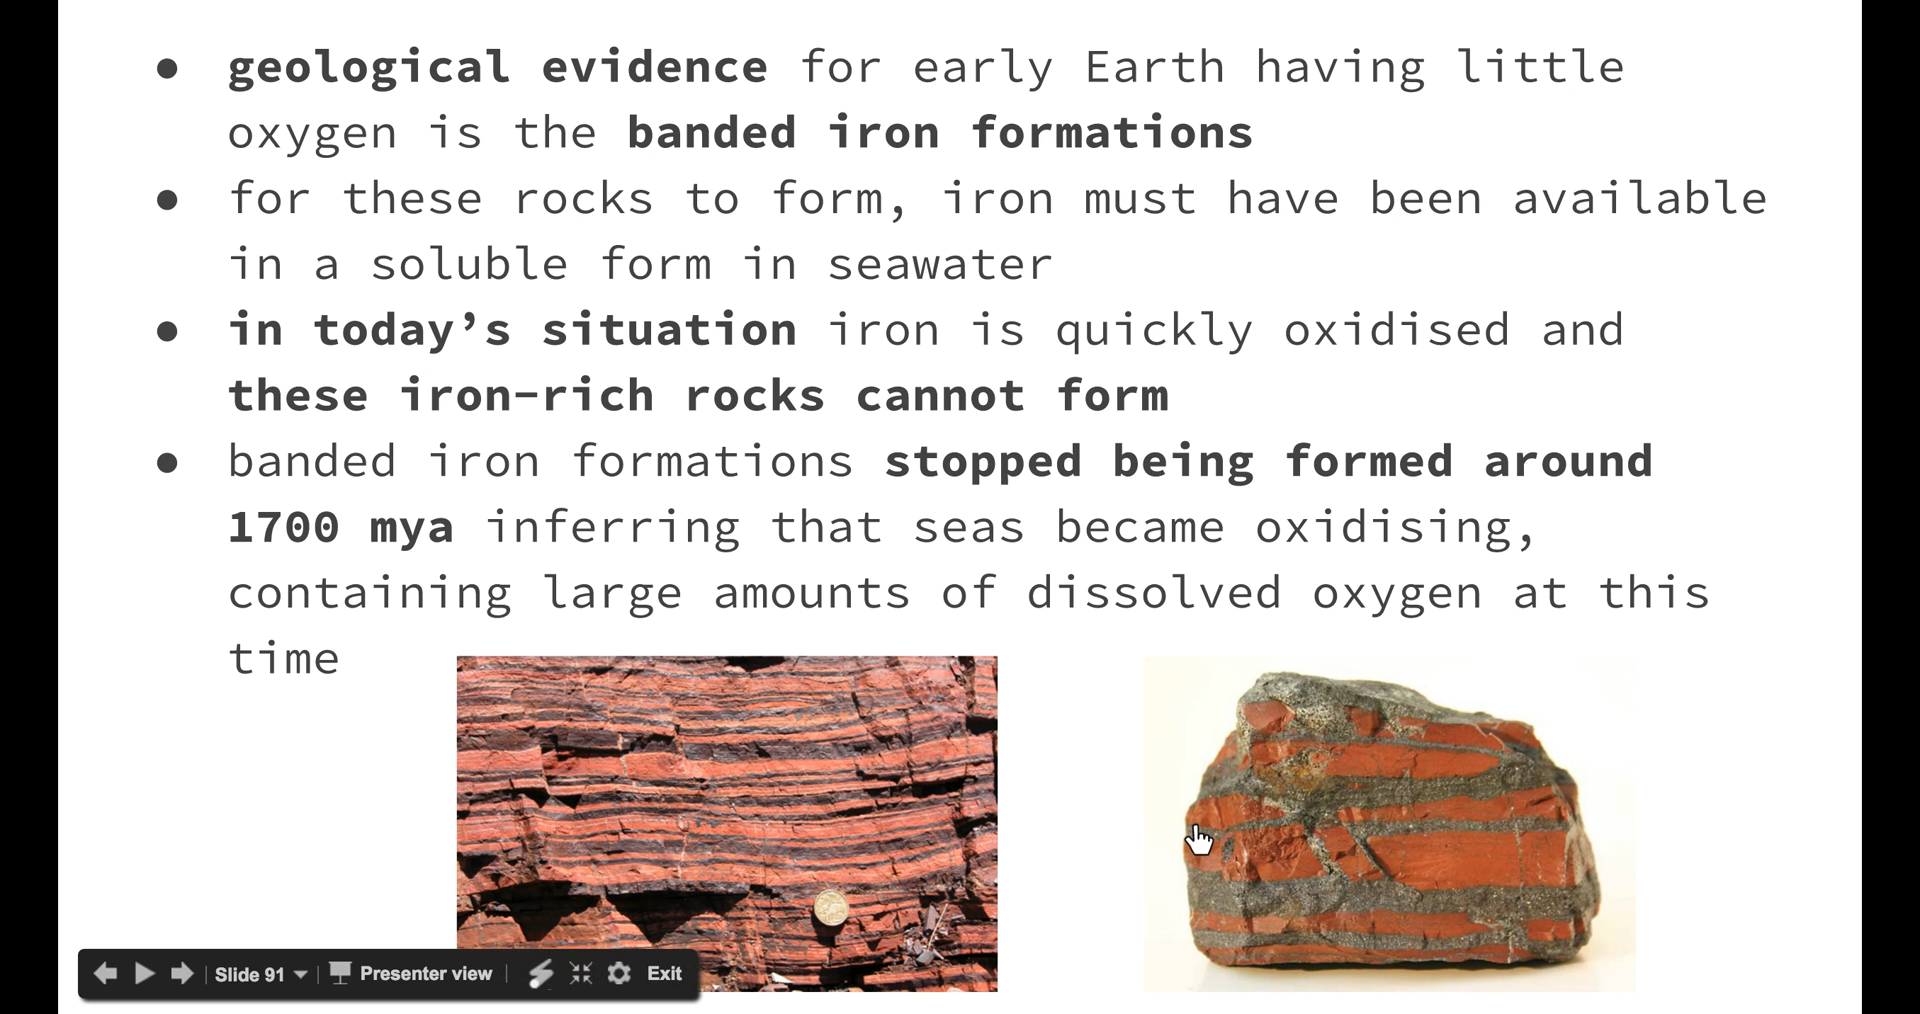 ● geological evidence for early Earth having little
oxygen is the banded iron formations
● for these rocks to form, iron must have been available
in a soluble form in seawater
● in today’s situation iron is quickly oxidised and
these iron-rich rocks cannot form
● banded iron formations stopped being formed around
1700 mya inferring that seas became oxidising,
containing large amounts of dissolved oxygen at this
time
Slide 91 Presenter view Exit